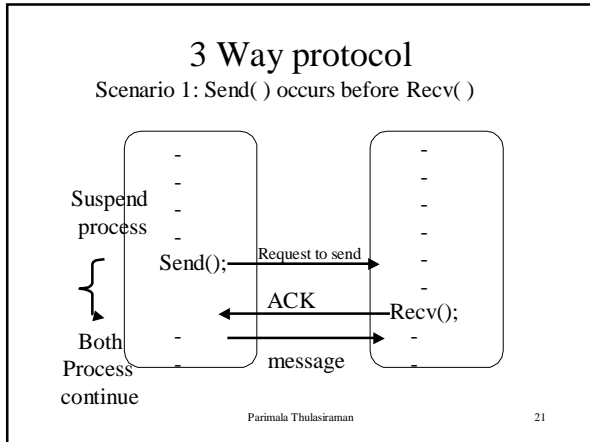 3 Way protocol
Scenario 1: Send( ) occurs before Recv( )
-
-
-
-
-
-
-
-
-
-
Suspend
process
Send();
Request to send
ACK
Recv();
Both
Process
continue
-
-
message
-
-
Parimala Thulasiraman
21